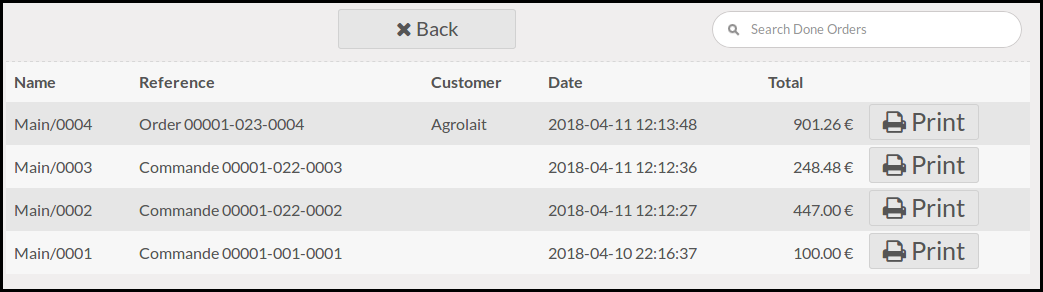 Back
Search Done Orders
Name Reference Customer Date Total
Main/0004 Order 00001-023-0004 Agrolait 2018-04-11 12:13:48 901.26 € Print
Main/0003 Commande 00001-022-0003 2018-04-11 12:12:36 248.48 € Print
Main/0002 Commande 00001-022-0002 2018-04-11 12:12:27 447.00 € Print
Main/0001 Commande 00001-001-0001 2018-04-10 22:16:37 100.00 € Print